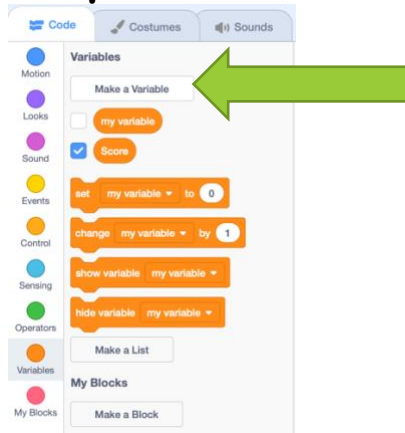 Code Costumes Sounds
Motion
Looks
Sound
Events
Control
Sensing
Operators
Variables
My Blocks
Variables
Make a Variable
my variable
Score
set my variable to 0
change my variable by 1
show variable my variable
hide variable my variable
Make a List
My Blocks
Make a Block